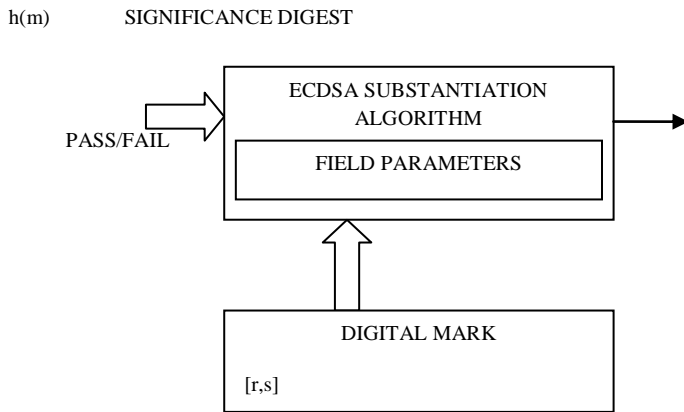 h(m) SIGNIFICANCE DIGEST
ECDSA SUBSTANTIATION
ALGORITHM
PASS/FAIL
FIELD PARAMETERS
DIGITAL MARK
[r,s]